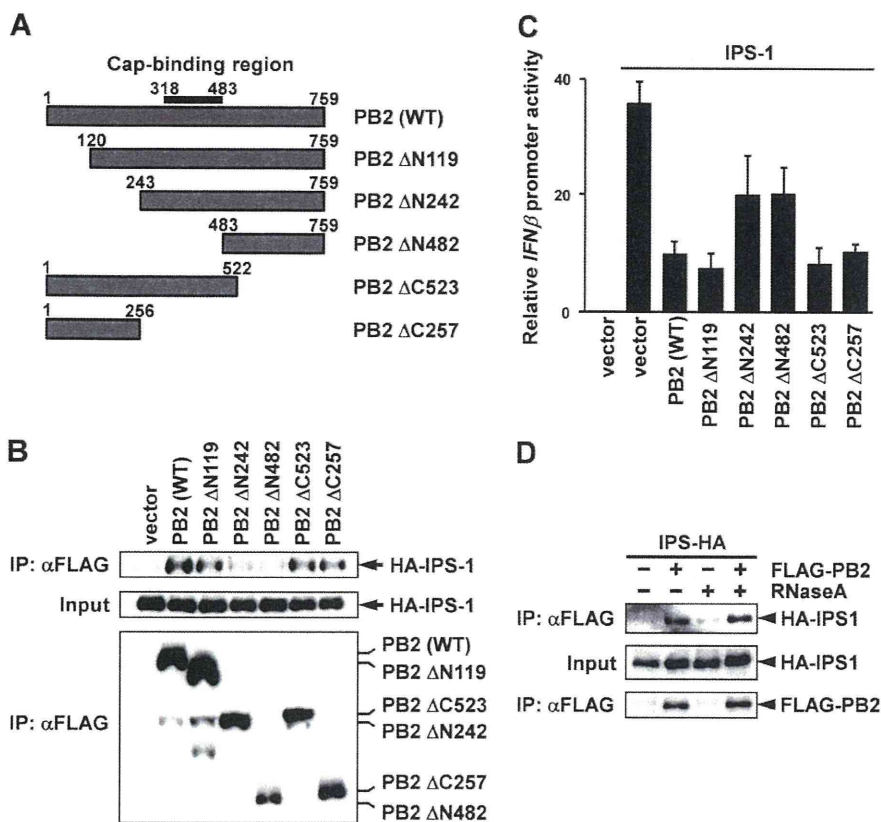 A
Cap-binding region
318 483
1 759
PB2 (WT)
120 759
PB2 ΔN119
243 759
PB2 ΔN242
483 759
PB2 ΔN482
1 522
PB2 ΔC523
1 256
PB2 ΔC257
B
vector
PB2 (WT)
PB2 ΔN119
PB2 ΔN242
PB2 ΔN482
PB2 ΔC523
PB2 ΔC257
IP: αFLAG HA-IPS-1
Input HA-IPS-1
IP: αFLAG
PB2 (WT)
PB2 ΔN119
PB2 ΔC523
PB2 ΔN242
PB2 ΔC257
PB2 ΔN482
C
IPS-1
Relative IFNβ promoter activity
40
20
0
vector
vector
PB2 (WT)
PB2 ΔN119
PB2 ΔN242
PB2 ΔN482
PB2 ΔC523
PB2 ΔC257
D
IPS-HA
– + – + FLAG-PB2
– – + + RNaseA
IP: αFLAG HA-IPS1
Input HA-IPS1
IP: αFLAG FLAG-PB2